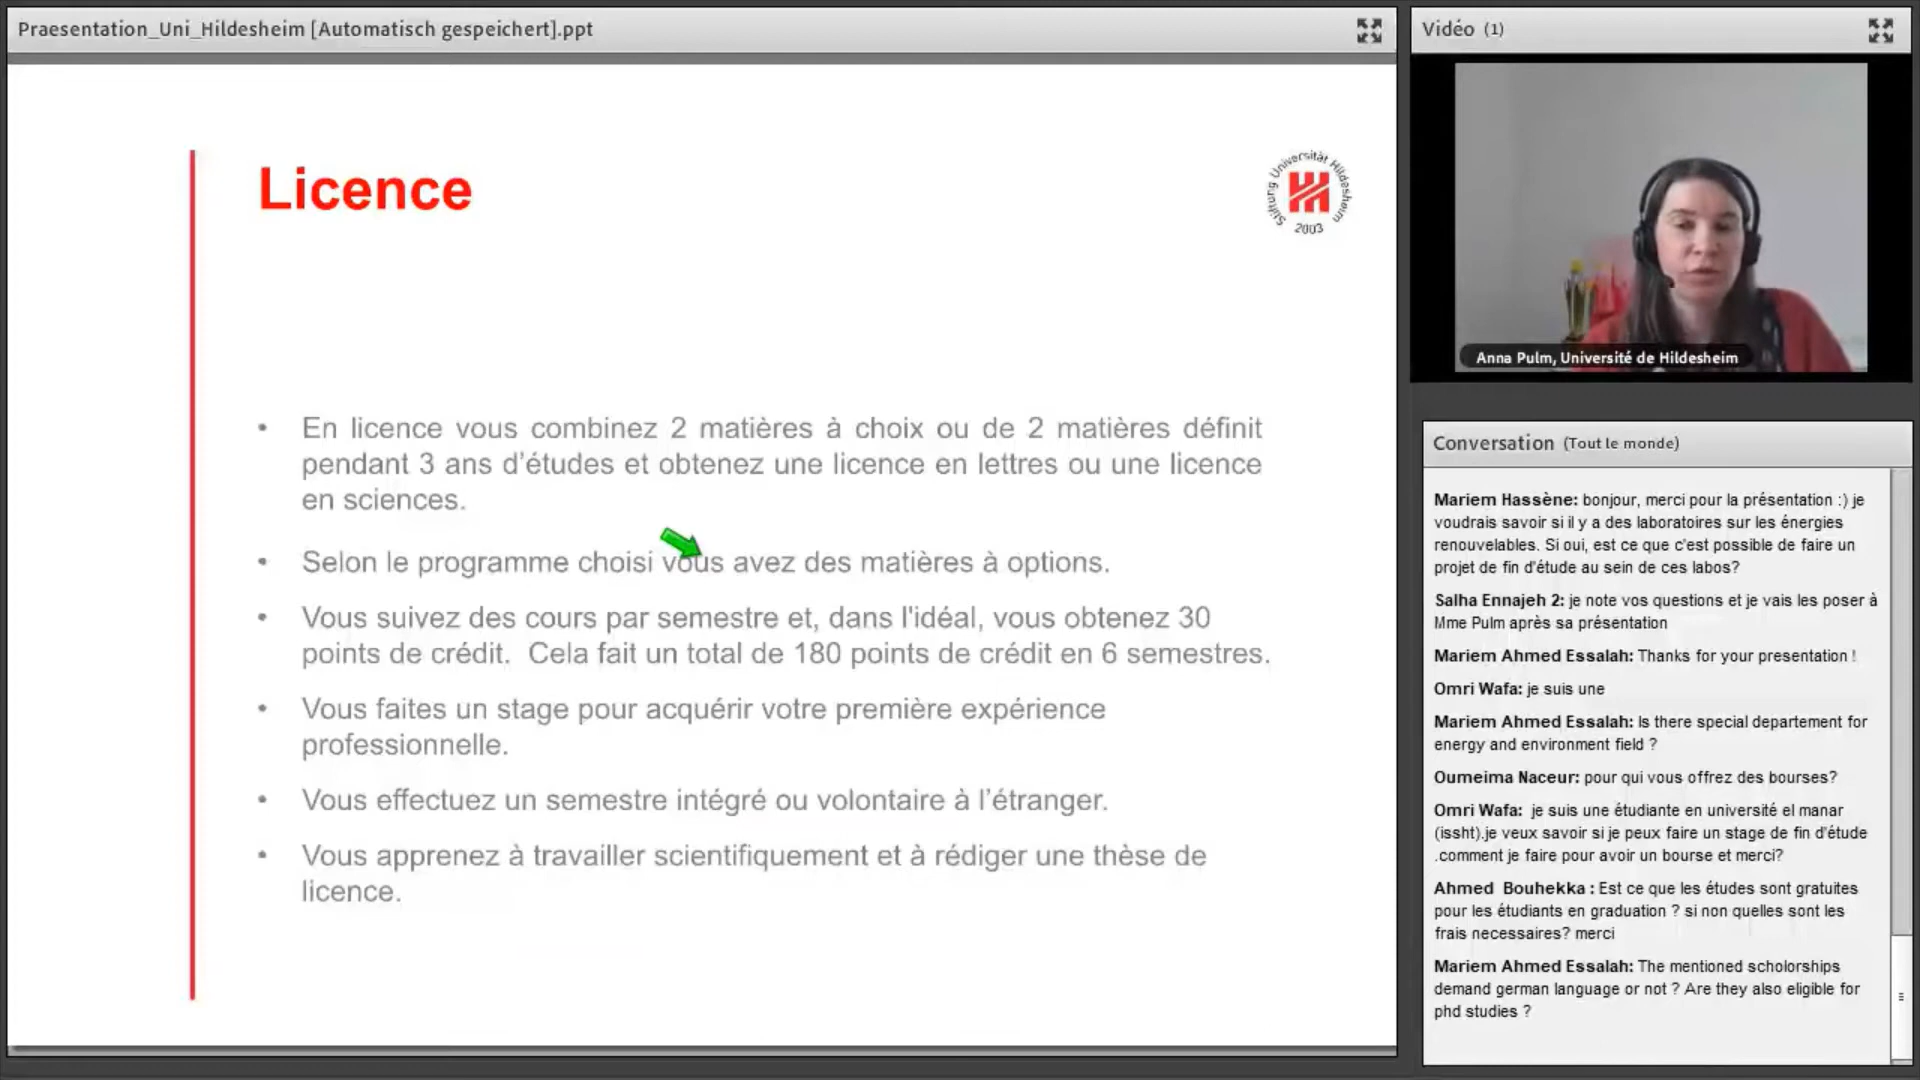 Praesentation_Uni_Hildesheim [Automatisch gespeichert].ppt
Licence
Stiftung Universität Hildesheim
2003
• En licence vous combinez 2 matières à choix ou de 2 matières définit
pendant 3 ans d’études et obtenez une licence en lettres ou une licence
en sciences.
• Selon le programme choisi vous avez des matières à options.
• Vous suivez des cours par semestre et, dans l'idéal, vous obtenez 30
points de crédit. Cela fait un total de 180 points de crédit en 6 semestres.
• Vous faites un stage pour acquérir votre première expérience
professionnelle.
• Vous effectuez un semestre intégré ou volontaire à l’étranger.
• Vous apprenez à travailler scientifiquement et à rédiger une thèse de
licence.
Vidéo (1)
Anna Pulm, Université de Hildesheim
Conversation (Tout le monde)
Mariem Hassène: bonjour, merci pour la présentation :) je
voudrais savoir si il y a des laboratoires sur les énergies
renouvelables. Si oui, est ce que c'est possible de faire un
projet de fin d'étude au sein de ces labos?
Salha Ennajeh 2: je note vos questions et je vais les poser à
Mme Pulm après sa présentation
Mariem Ahmed Essalah: Thanks for your presentation !
Omri Wafa: je suis une
Mariem Ahmed Essalah: Is there special departement for
energy and environment field ?
Oumeima Naceur: pour qui vous offrez des bourses?
Omri Wafa: je suis une étudiante en université el manar
(issht).je veux savoir si je peux faire un stage de fin d'étude
.comment je faire pour avoir un bourse et merci?
Ahmed Bouhekka : Est ce que les études sont gratuites
pour les étudiants en graduation ? si non quelles sont les
frais necessaires? merci
Mariem Ahmed Essalah: The mentioned scholorships
demand german language or not ? Are they also eligible for
phd studies ?